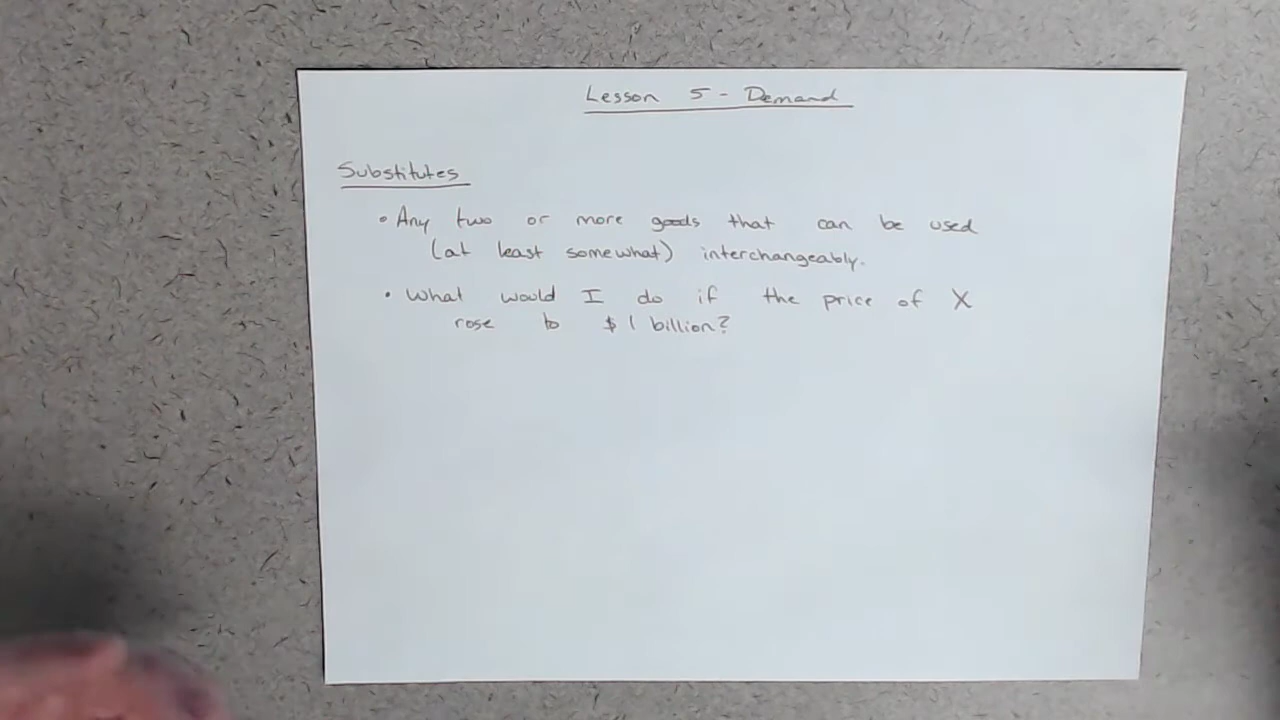 Lesson 5 - Demand
Substitutes
• Any two or more goods that can be used
(at least somewhat) interchangeably.
• What would I do if the price of X
rose to $1 billion?